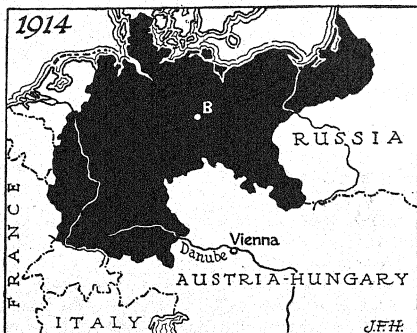 1914
B
RUSSIA
FRANCE
Vienna
Danube
AUSTRIA-HUNGARY
ITALY
J.F.H.